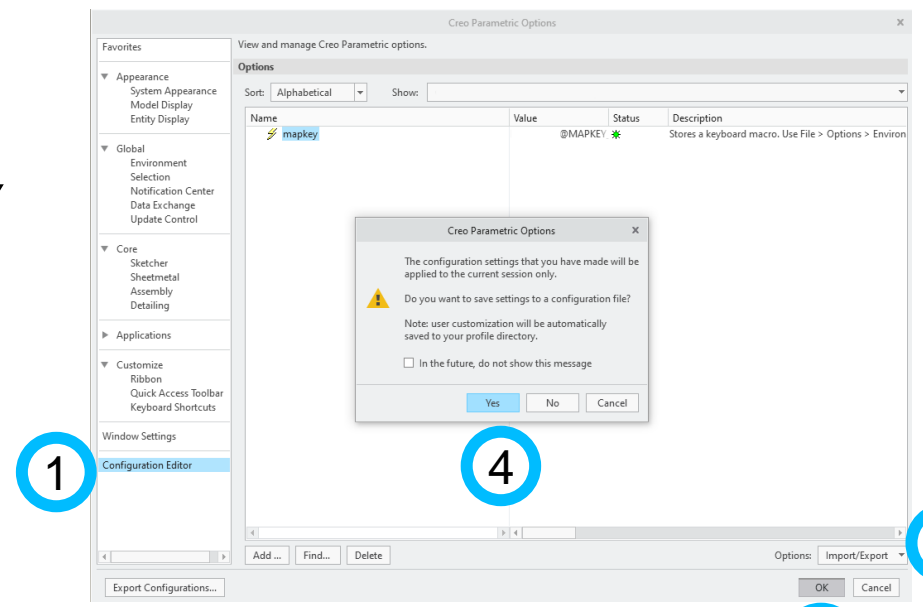 Creo Parametric Options
Favorites
Appearance
System Appearance
Model Display
Entity Display
Global
Environment
Selection
Notification Center
Data Exchange
Update Control
Core
Sketcher
Sheetmetal
Assembly
Detailing
Applications
Customize
Ribbon
Quick Access Toolbar
Keyboard Shortcuts
Window Settings
Configuration Editor
1
View and manage Creo Parametric options.
Options
Sort: Alphabetical Show:
Name Value Status Description
mapkey @MAPKEY Stores a keyboard macro. Use File > Options > Environ
Creo Parametric Options
The configuration settings that you have made will be
applied to the current session only.
Do you want to save settings to a configuration file?
Note: user customization will be automatically
saved to your profile directory.
In the future, do not show this message
Yes No Cancel
4
Add ... Find... Delete Options: Import/Export
Export Configurations... OK Cancel